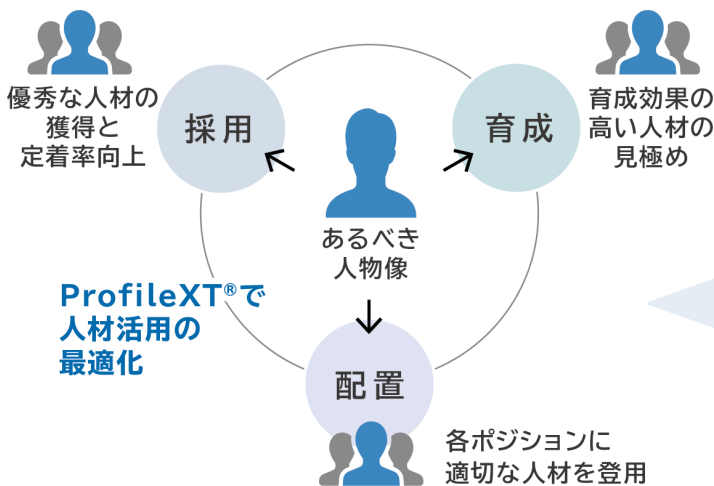 優秀な人材の
獲得と
定着率向上
採用
育成
育成効果の
高い人材の
見極め
あるべき
人物像
ProfileXT®で
人材活用の
最適化
配置
各ポジションに
適切な人材を登用